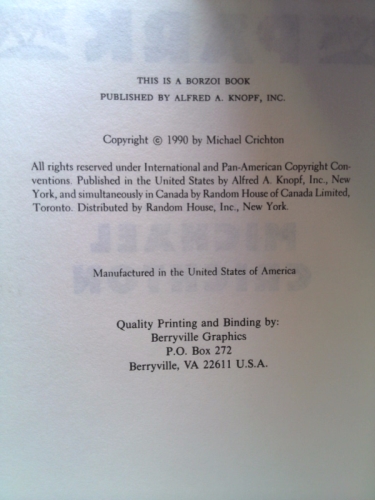 THIS IS A BORZOI BOOK
PUBLISHED BY ALFRED A. KNOPF, INC.
Copyright © 1990 by Michael Crichton
All rights reserved under International and Pan-American Copyright Con-
ventions. Published in the United States by Alfred A. Knopf, Inc., New
York, and simultaneously in Canada by Random House of Canada Limited,
Toronto. Distributed by Random House, Inc., New York.
Manufactured in the United States of America
Quality Printing and Binding by:
Berryville Graphics
P.O. Box 272
Berryville, VA 22611 U.S.A.